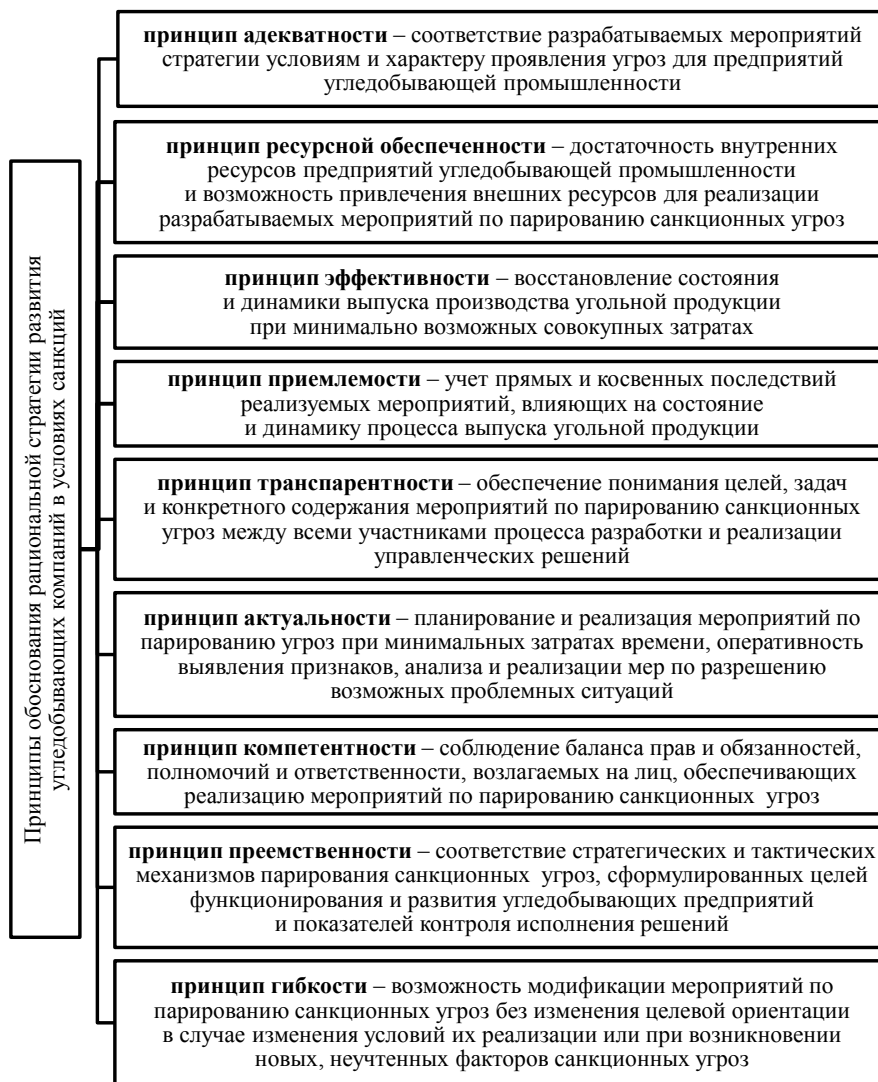 Принципы обоснования рациональной стратегии развития
угледобывающих компаний в условиях санкций
принцип адекватности – соответствие разрабатываемых мероприятий
стратегии условиям и характеру проявления угроз для предприятий
угледобывающей промышленности
принцип ресурсной обеспеченности – достаточность внутренних
ресурсов предприятий угледобывающей промышленности
и возможность привлечения внешних ресурсов для реализации
разрабатываемых мероприятий по парированию санкционных угроз
принцип эффективности – восстановление состояния
и динамики выпуска производства угольной продукции
при минимально возможных совокупных затратах
принцип приемлемости – учет прямых и косвенных последствий
реализуемых мероприятий, влияющих на состояние
и динамику процесса выпуска угольной продукции
принцип транспарентности – обеспечение понимания целей, задач
и конкретного содержания мероприятий по парированию санкционных
угроз между всеми участниками процесса разработки и реализации
управленческих решений
принцип актуальности – планирование и реализация мероприятий по
парированию угроз при минимальных затратах времени, оперативность
выявления признаков, анализа и реализации мер по разрешению
возможных проблемных ситуаций
принцип компетентности – соблюдение баланса прав и обязанностей,
полномочий и ответственности, возлагаемых на лиц, обеспечивающих
реализацию мероприятий по парированию санкционных угроз
принцип преемственности – соответствие стратегических и тактических
механизмов парирования санкционных угроз, сформулированных целей
функционирования и развития угледобывающих предприятий
и показателей контроля исполнения решений
принцип гибкости – возможность модификации мероприятий по
парированию санкционных угроз без изменения целевой ориентации
в случае изменения условий их реализации или при возникновении
новых, неучтенных факторов санкционных угроз